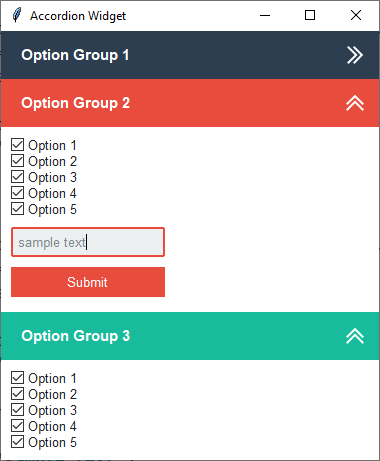 Accordion Widget
Option Group 1
Option Group 2
Option 1
Option 2
Option 3
Option 4
Option 5
sample text
Submit
Option Group 3
Option 1
Option 2
Option 3
Option 4
Option 5